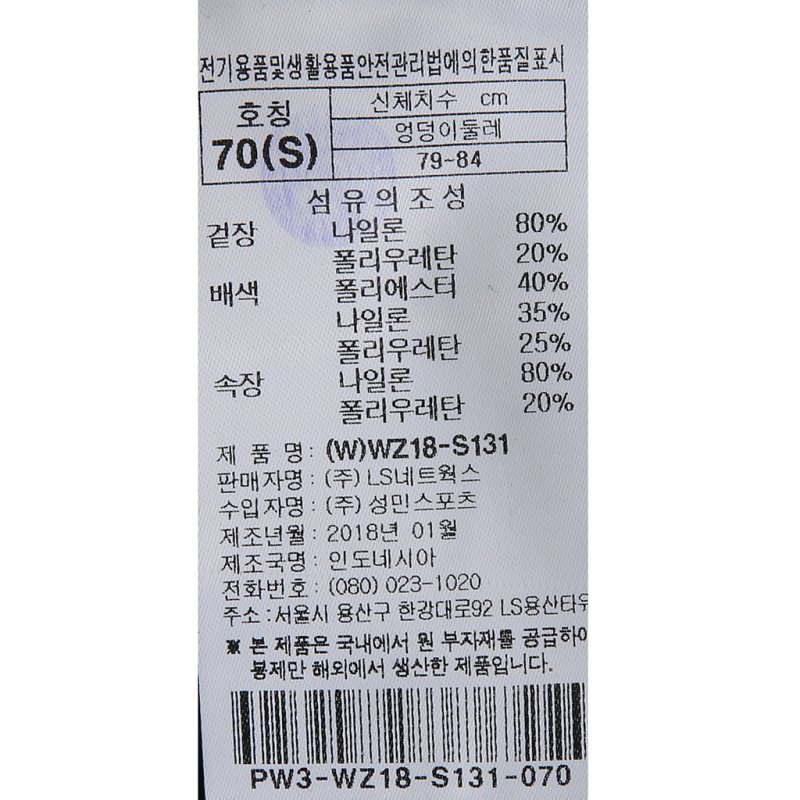 전기용품및생활용품안전관리법에의한품질표시
호칭 신체치수 cm
엉덩이둘레
70(S) 79-84
섬유의조성
겉장 나일론 80%
폴리우레탄 20%
배색 폴리에스터 40%
나일론 35%
폴리우레탄 25%
속장 나일론 80%
폴리우레탄 20%
제 품 명 : (W)WZ18-S131
판매자명 : (주) LS네트웍스
수입자명 : (주) 성민스포츠
제조년월 : 2018년 01월
제조국명 : 인도네시아
전화번호 : (080) 023-1020
주소 : 서울시 용산구 한강대로92 LS용산타워
※ 본 제품은 국내에서 원 부자재를 공급하여
봉제만 해외에서 생산한 제품입니다.
PW3-WZ18-S131-070